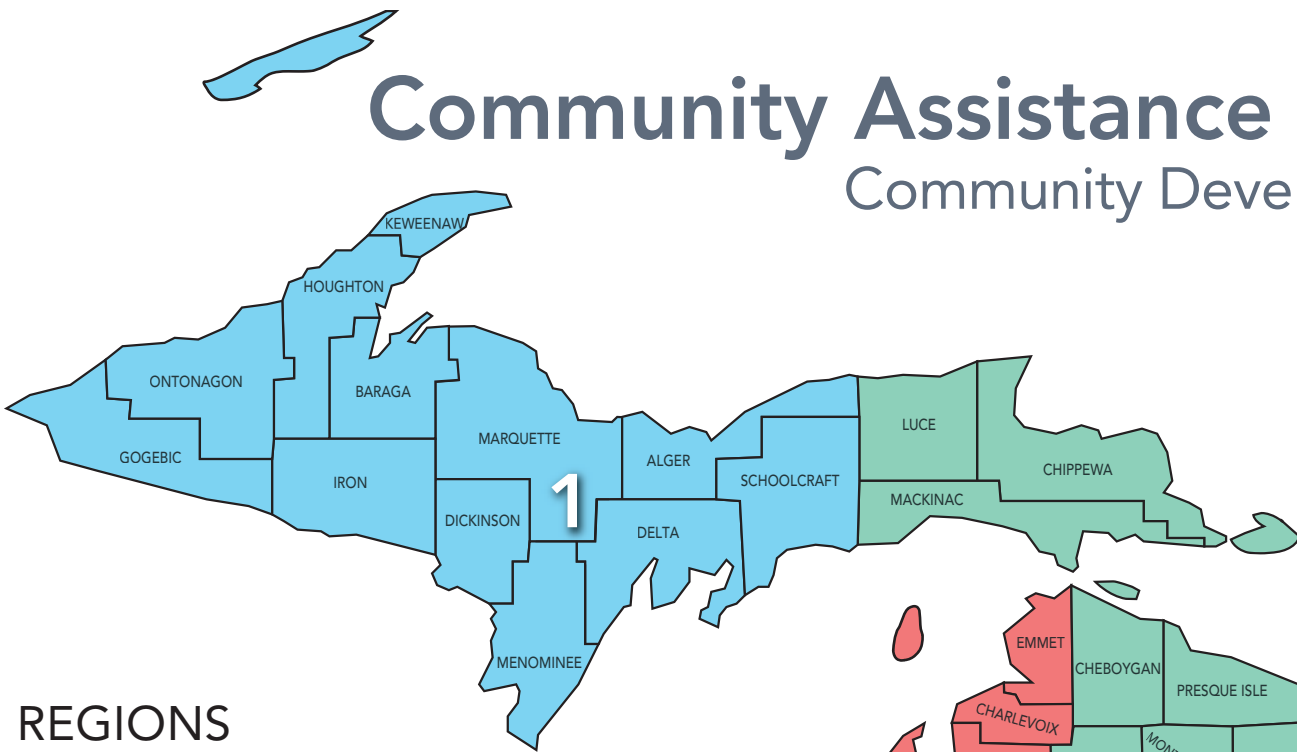 Community Assistance
Community Deve
KEWEENAW
HOUGHTON
ONTONAGON
BARAGA
GOGEBIC
IRON
MARQUETTE
ALGER
SCHOOLCRAFT
LUCE
CHIPPEWA
MACKINAC
DICKINSON
1
DELTA
MENOMINEE
EMMET
CHEBOYGAN
PRESQUE ISLE
CHARLEVOIX
REGIONS